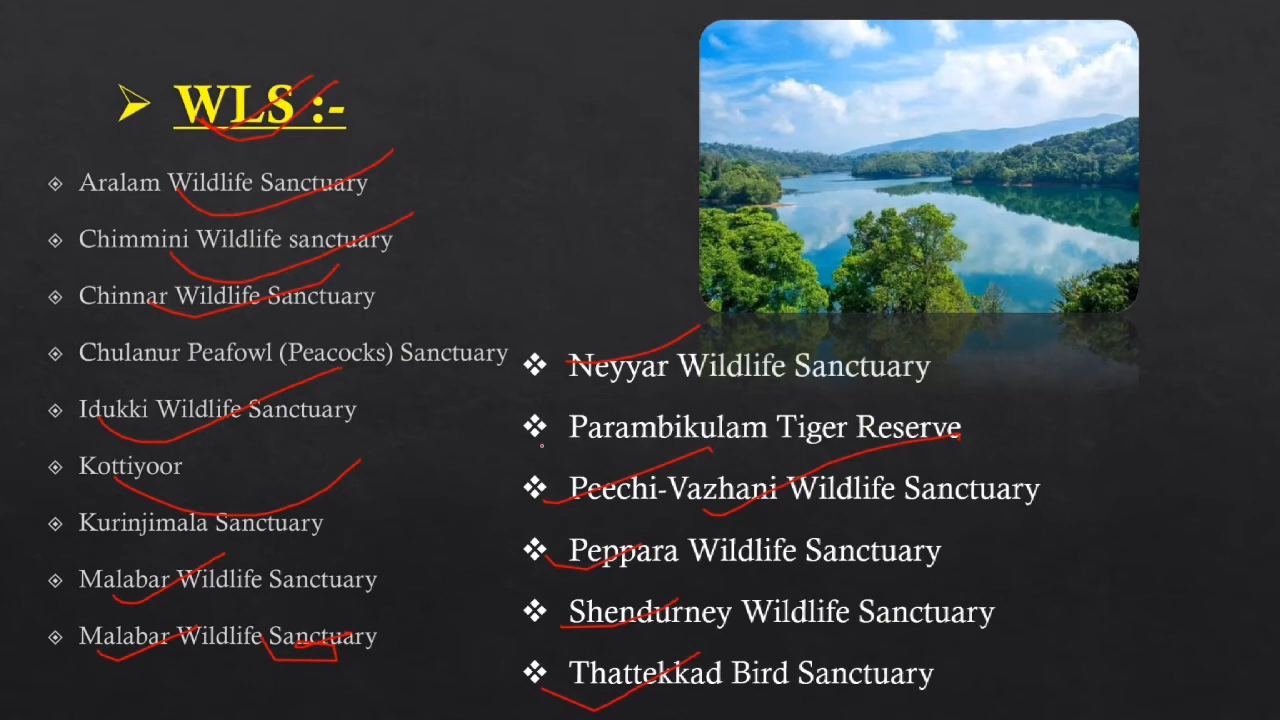 WLS :-
Aralam Wildlife Sanctuary
Chimmini Wildlife sanctuary
Chinnar Wildlife Sanctuary
Chulanur Peafowl (Peacocks) Sanctuary
Idukki Wildlife Sanctuary
Kottiyoor
Kurinjimala Sanctuary
Malabar Wildlife Sanctuary
Malabar Wildlife Sanctuary
Neyyar Wildlife Sanctuary
Parambikulam Tiger Reserve
Peechi-Vazhani Wildlife Sanctuary
Peppara Wildlife Sanctuary
Shendurney Wildlife Sanctuary
Thattekkad Bird Sanctuary